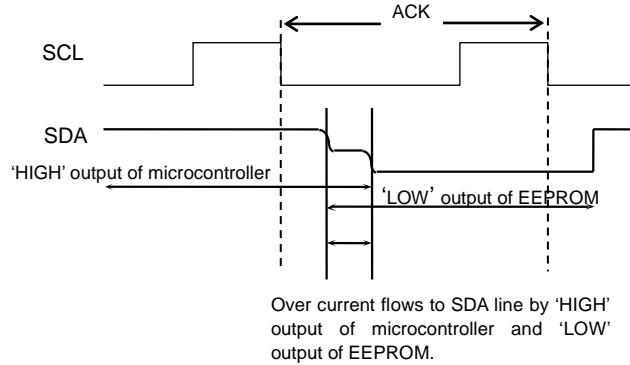 ACK
SCL
SDA
‘HIGH’ output of microcontroller
‘LOW’ output of EEPROM
Over current flows to SDA line by ‘HIGH’
output of microcontroller and ‘LOW’
output of EEPROM.